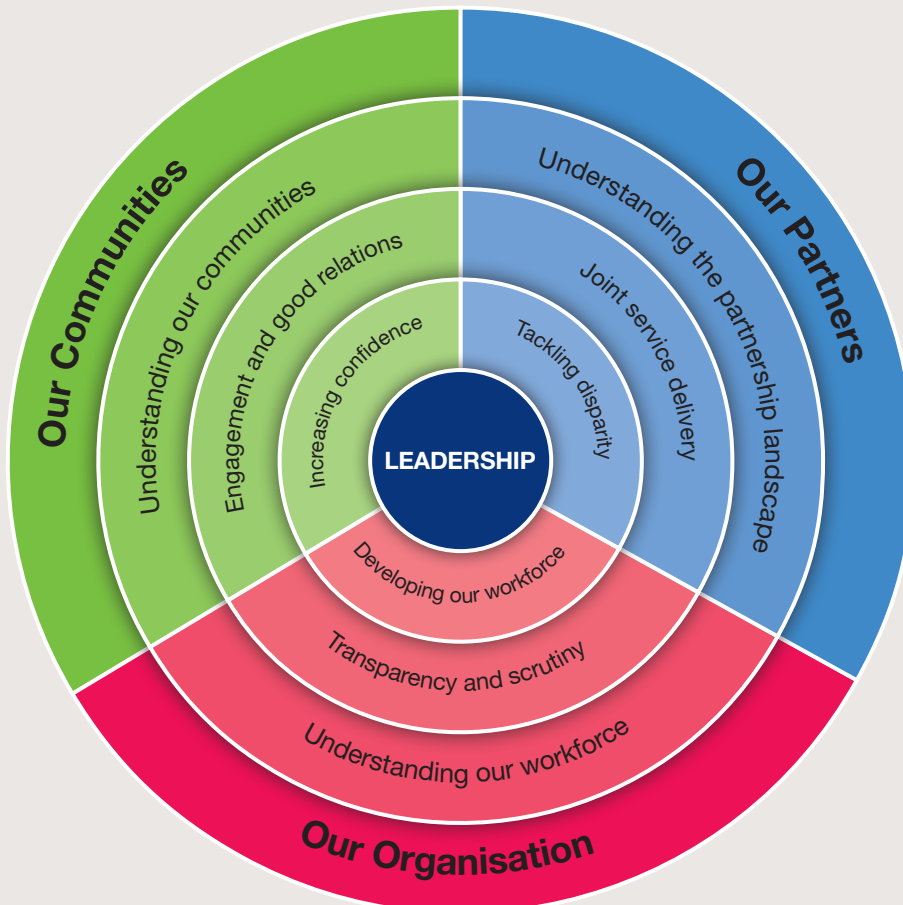 Our Communities
Understanding our communities
Engagement and good relations
Increasing confidence
Our Partners
Understanding the partnership landscape
Joint service delivery
Tackling disparity
LEADERSHIP
Developing our workforce
Transparency and scrutiny
Understanding our workforce
Our Organisation